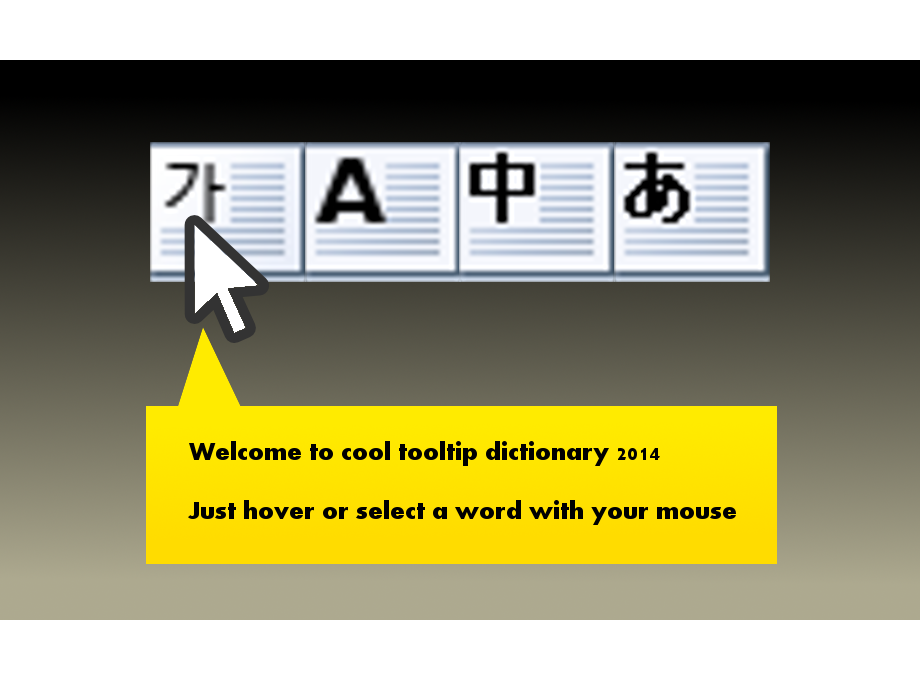 가 A 中 あ
Welcome to cool tooltip dictionary 2014
Just hover or select a word with your mouse